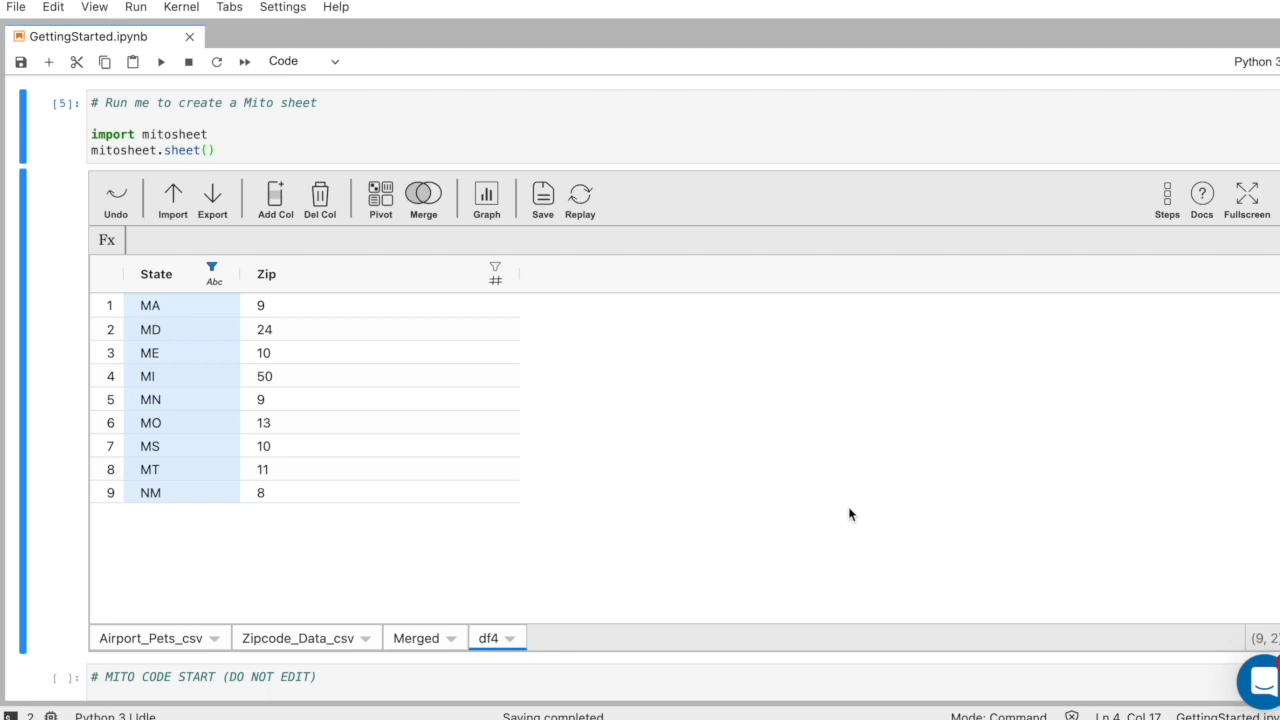 File Edit View Run Kernel Tabs Settings Help
GettingStarted.ipynb
Code
Python 3
[5]: # Run me to create a Mito sheet
import mitosheet
mitosheet.sheet()
Undo Import Export Add Col Del Col Pivot Merge Graph Save Replay Steps Docs Fullscreen
Fx
State Abc Zip #
1 MA 9
2 MD 24
3 ME 10
4 MI 50
5 MN 9
6 MO 13
7 MS 10
8 MT 11
9 NM 8
Airport_Pets_csv Zipcode_Data_csv Merged df4 (9, 2)
[ ]: # MITO CODE START (DO NOT EDIT)
2 Python 3 | Idle Saving completed Mode: Command Ln 4, Col 17 GettingStarted.ipy